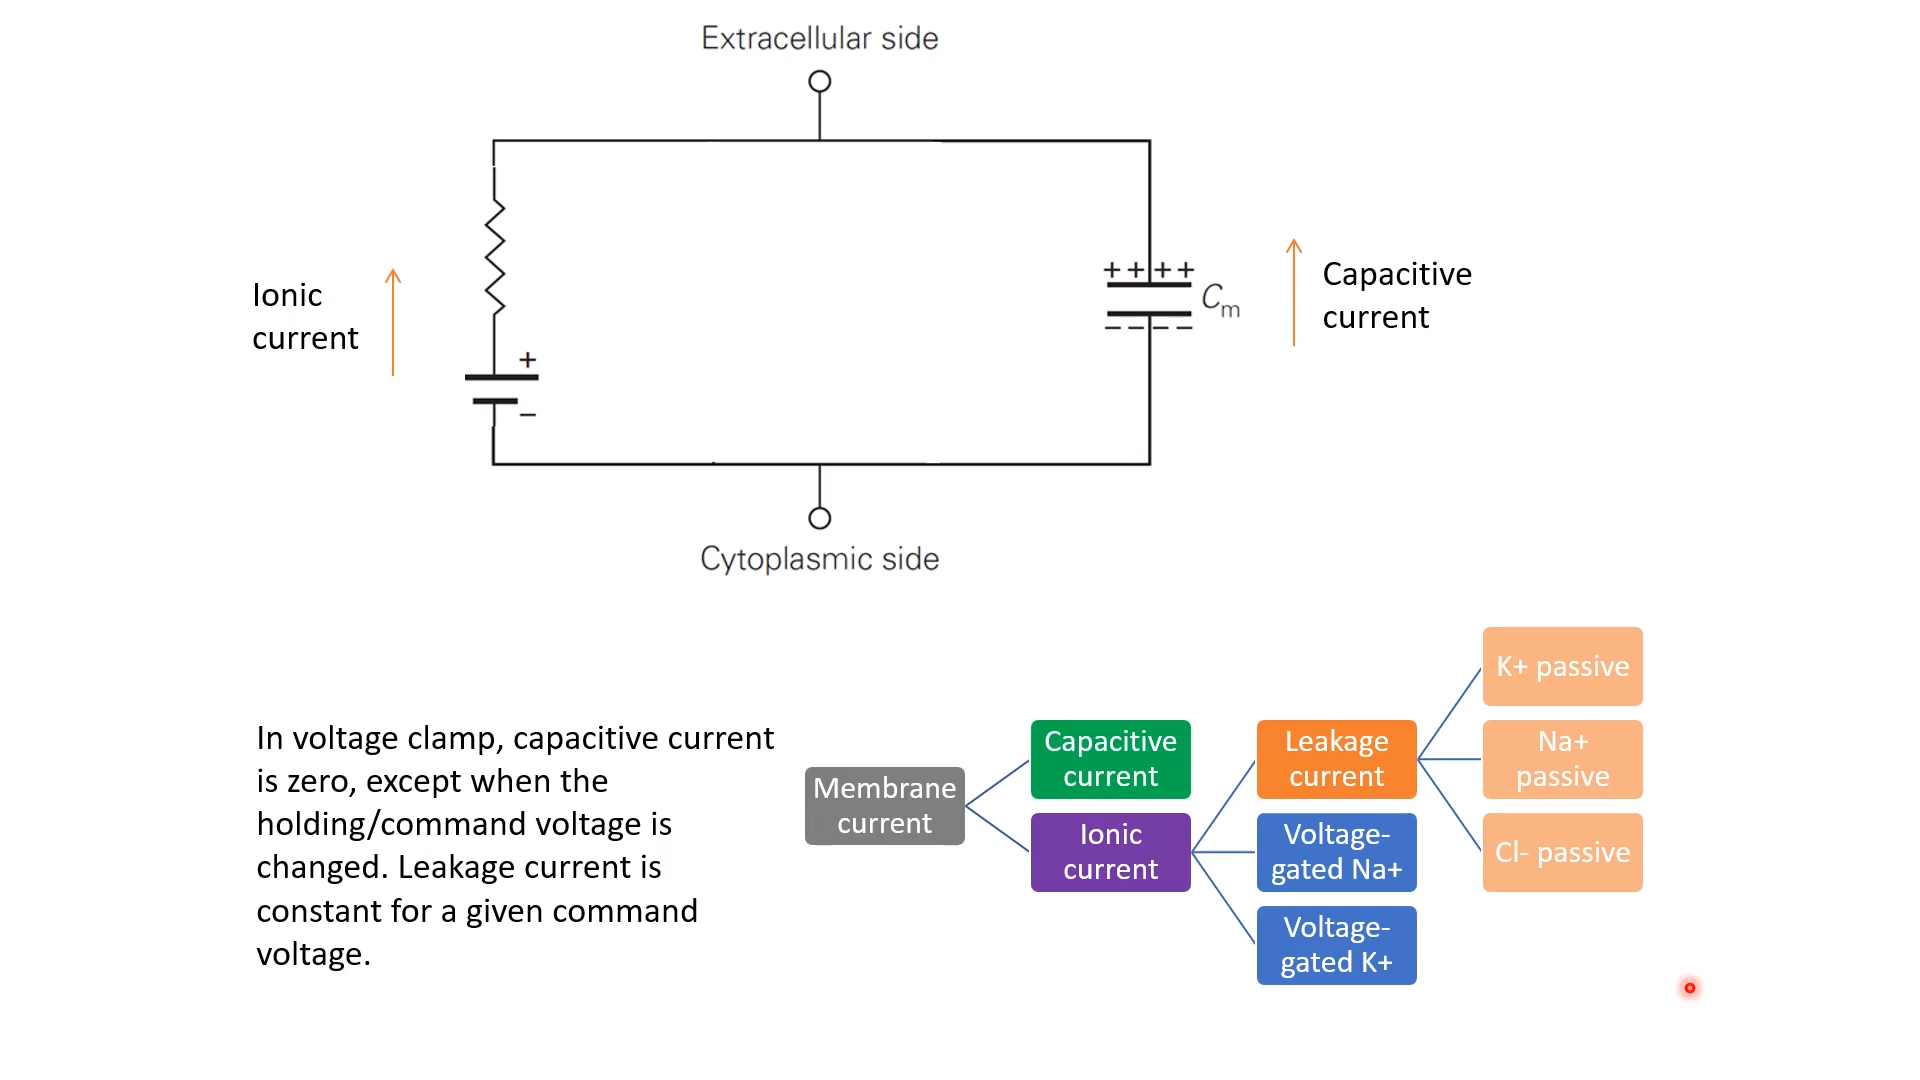 Extracellular side
Ionic
current
+
−
+ + + +
− − − −
Cm
Capacitive
current
Cytoplasmic side
In voltage clamp, capacitive current
is zero, except when the
holding/command voltage is
changed. Leakage current is
constant for a given command
voltage.
Membrane
current
Capacitive
current
Ionic
current
Leakage
current
Voltage-
gated Na+
Voltage-
gated K+
K+ passive
Na+
passive
Cl- passive